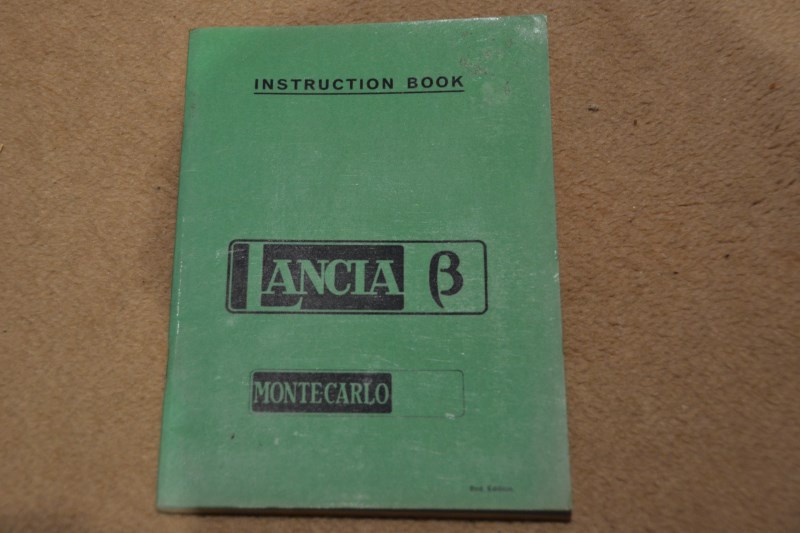 INSTRUCTION BOOK
LANCIA β
MONTECARLO